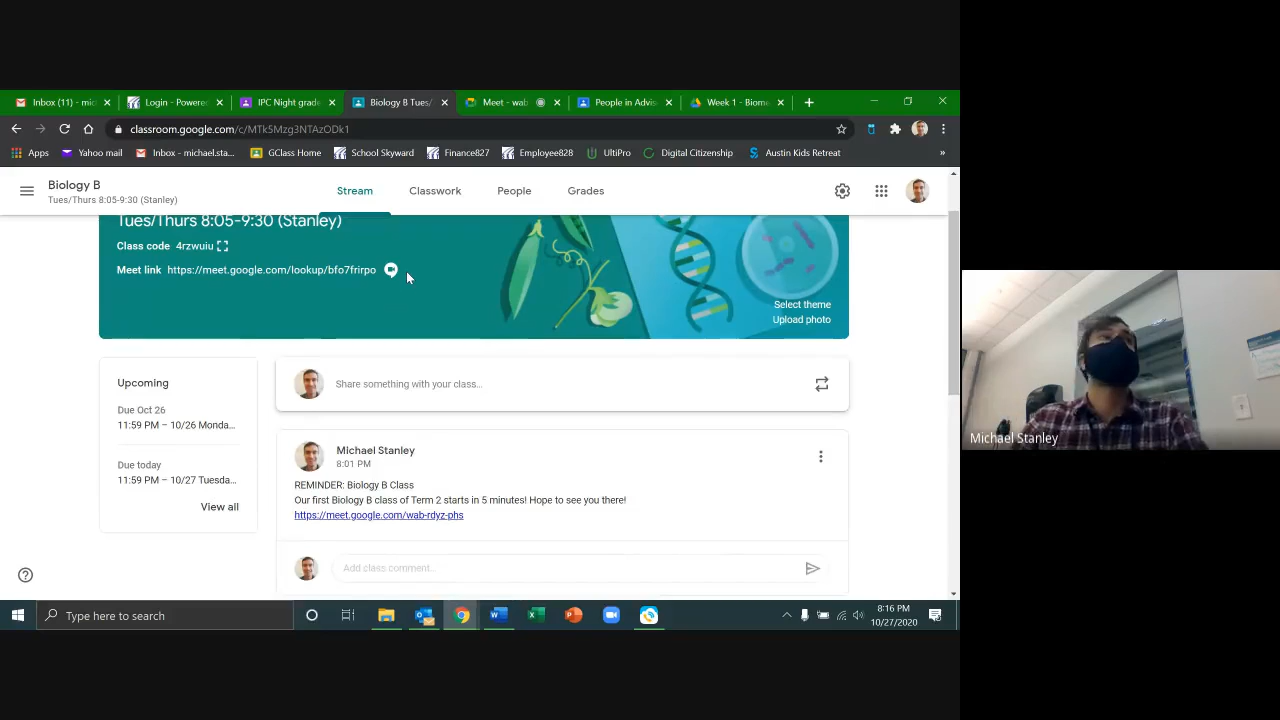 Inbox (11) - mic
Login - Powere
IPC Night grade
Biology B Tues/
Meet - wab
People in Advis
Week 1 - Biome
classroom.google.com/c/MTk5Mzg3NTAzODk1
Apps
Yahoo mail
Inbox - michael.sta...
GClass Home
School Skyward
Finance827
Employee828
UltiPro
Digital Citizenship
Austin Kids Retreat
»
Biology B
Tues/Thurs 8:05-9:30 (Stanley)
Stream
Classwork
People
Grades
Tues/Thurs 8:05-9:30 (Stanley)
Class code 4rzwuiu
Meet link https://meet.google.com/lookup/bfo7frirpo
Select theme
Upload photo
Upcoming
Due Oct 26
11:59 PM – 10/26 Monda...
Due today
11:59 PM – 10/27 Tuesda...
View all
Share something with your class...
Michael Stanley
8:01 PM
REMINDER: Biology B Class
Our first Biology B class of Term 2 starts in 5 minutes! Hope to see you there!
https://meet.google.com/wab-rdyz-phs
Add class comment...
Type here to search
8:16 PM
10/27/2020
Michael Stanley